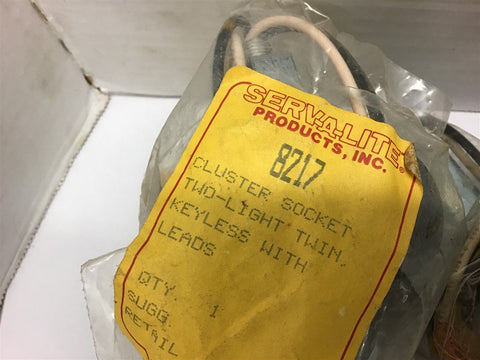 SERV-A-LITE®
PRODUCTS, INC.
8217
CLUSTER SOCKET
TWO-LIGHT TWIN,
KEYLESS WITH
LEADS
QTY. 1
SUGG.
RETAIL